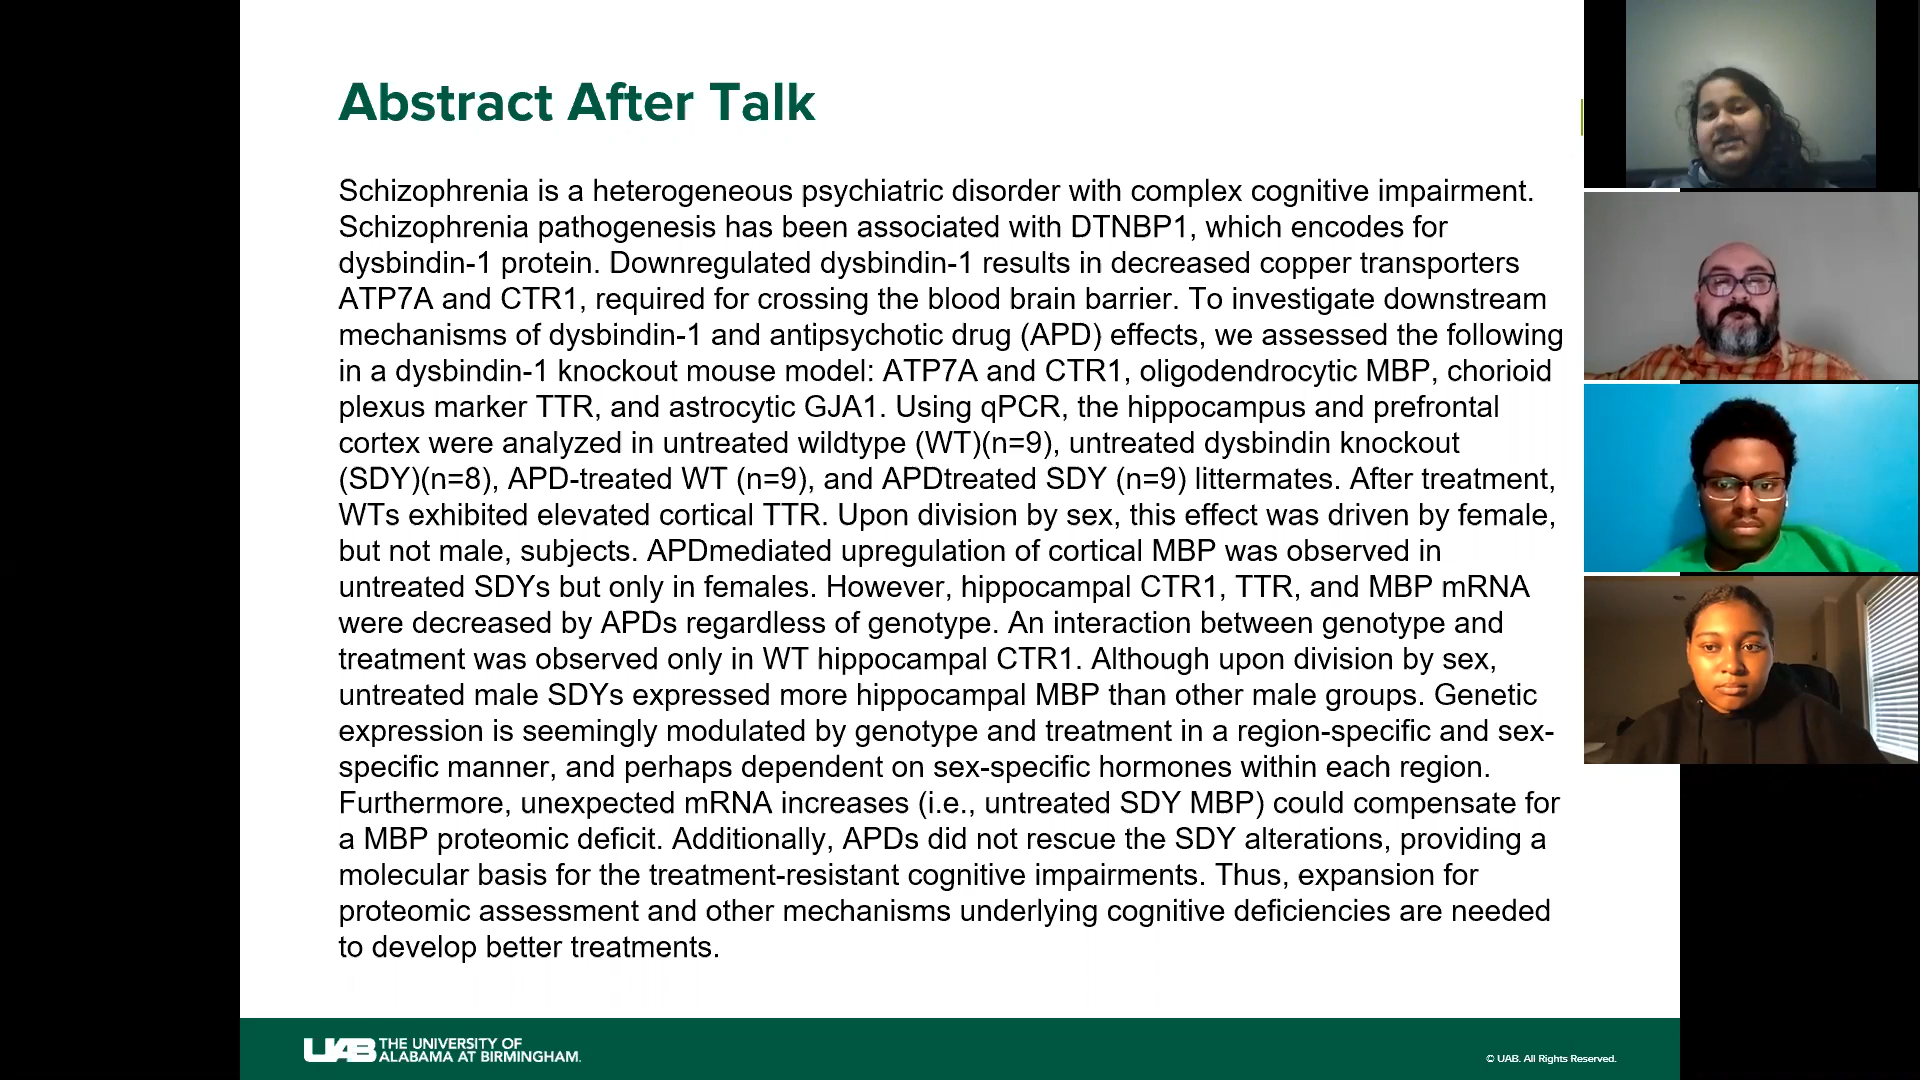 Abstract After Talk
Schizophrenia is a heterogeneous psychiatric disorder with complex cognitive impairment.
Schizophrenia pathogenesis has been associated with DTNBP1, which encodes for
dysbindin-1 protein. Downregulated dysbindin-1 results in decreased copper transporters
ATP7A and CTR1, required for crossing the blood brain barrier. To investigate downstream
mechanisms of dysbindin-1 and antipsychotic drug (APD) effects, we assessed the following
in a dysbindin-1 knockout mouse model: ATP7A and CTR1, oligodendrocytic MBP, chorioid
plexus marker TTR, and astrocytic GJA1. Using qPCR, the hippocampus and prefrontal
cortex were analyzed in untreated wildtype (WT)(n=9), untreated dysbindin knockout
(SDY)(n=8), APD-treated WT (n=9), and APDtreated SDY (n=9) littermates. After treatment,
WTs exhibited elevated cortical TTR. Upon division by sex, this effect was driven by female,
but not male, subjects. APDmediated upregulation of cortical MBP was observed in
untreated SDYs but only in females. However, hippocampal CTR1, TTR, and MBP mRNA
were decreased by APDs regardless of genotype. An interaction between genotype and
treatment was observed only in WT hippocampal CTR1. Although upon division by sex,
untreated male SDYs expressed more hippocampal MBP than other male groups. Genetic
expression is seemingly modulated by genotype and treatment in a region-specific and sex-
specific manner, and perhaps dependent on sex-specific hormones within each region.
Furthermore, unexpected mRNA increases (i.e., untreated SDY MBP) could compensate for
a MBP proteomic deficit. Additionally, APDs did not rescue the SDY alterations, providing a
molecular basis for the treatment-resistant cognitive impairments. Thus, expansion for
proteomic assessment and other mechanisms underlying cognitive deficiencies are needed
to develop better treatments.
UAB THE UNIVERSITY OF
ALABAMA AT BIRMINGHAM.
© UAB. All Rights Reserved.